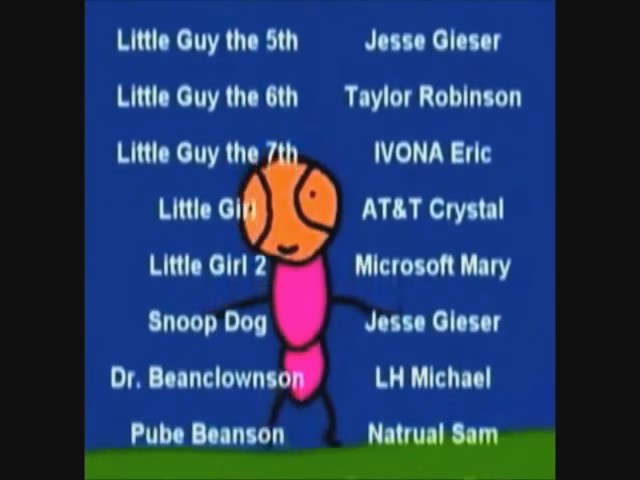 Little Guy the 5th Jesse Gieser
Little Guy the 6th Taylor Robinson
Little Guy the 7th IVONA Eric
Little Girl AT&T Crystal
Little Girl 2 Microsoft Mary
Snoop Dog Jesse Gieser
Dr. Beanclownson LH Michael
Pube Beanson Natrual Sam